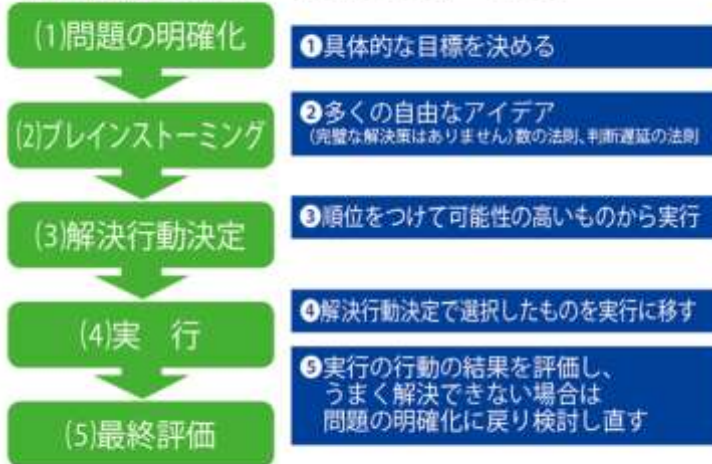 (1)問題の明確化
❶具体的な目標を決める
(2)ブレインストーミング
❷多くの自由なアイデア
(完璧な解決策はありません)数の法則、判断遅延の法則
(3)解決行動決定
❸順位をつけて可能性の高いものから実行
(4)実　行
❹解決行動決定で選択したものを実行に移す
(5)最終評価
❺実行の行動の結果を評価し、
うまく解決できない場合は
問題の明確化に戻り検討し直す